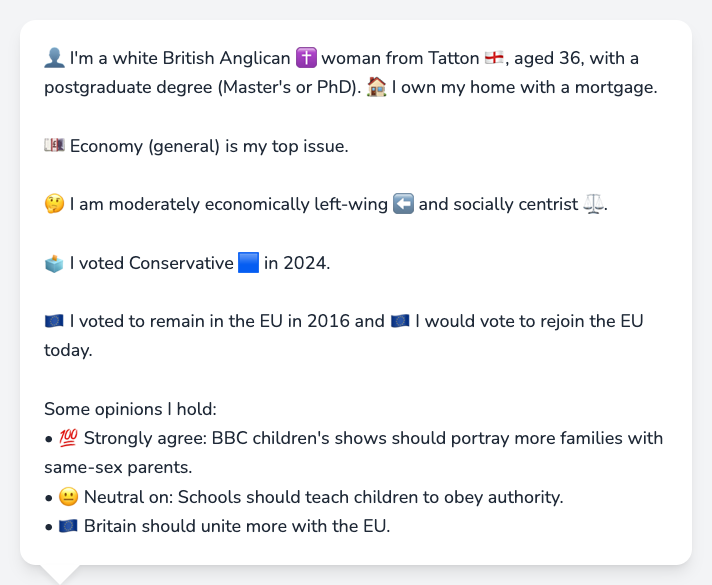 👤 I'm a white British Anglican ✝️ woman from Tatton 🏴󠁧󠁢󠁥󠁮󠁧󠁿, aged 36, with a
postgraduate degree (Master's or PhD). 🏠 I own my home with a mortgage.
💷 Economy (general) is my top issue.
🤔 I am moderately economically left-wing ⬅️ and socially centrist ⚖️.
🗳️ I voted Conservative 🟦 in 2024.
🇪🇺 I voted to remain in the EU in 2016 and 🇪🇺 I would vote to rejoin the EU
today.
Some opinions I hold:
• 💯 Strongly agree: BBC children's shows should portray more families with
same-sex parents.
• 😐 Neutral on: Schools should teach children to obey authority.
• 🇪🇺 Britain should unite more with the EU.